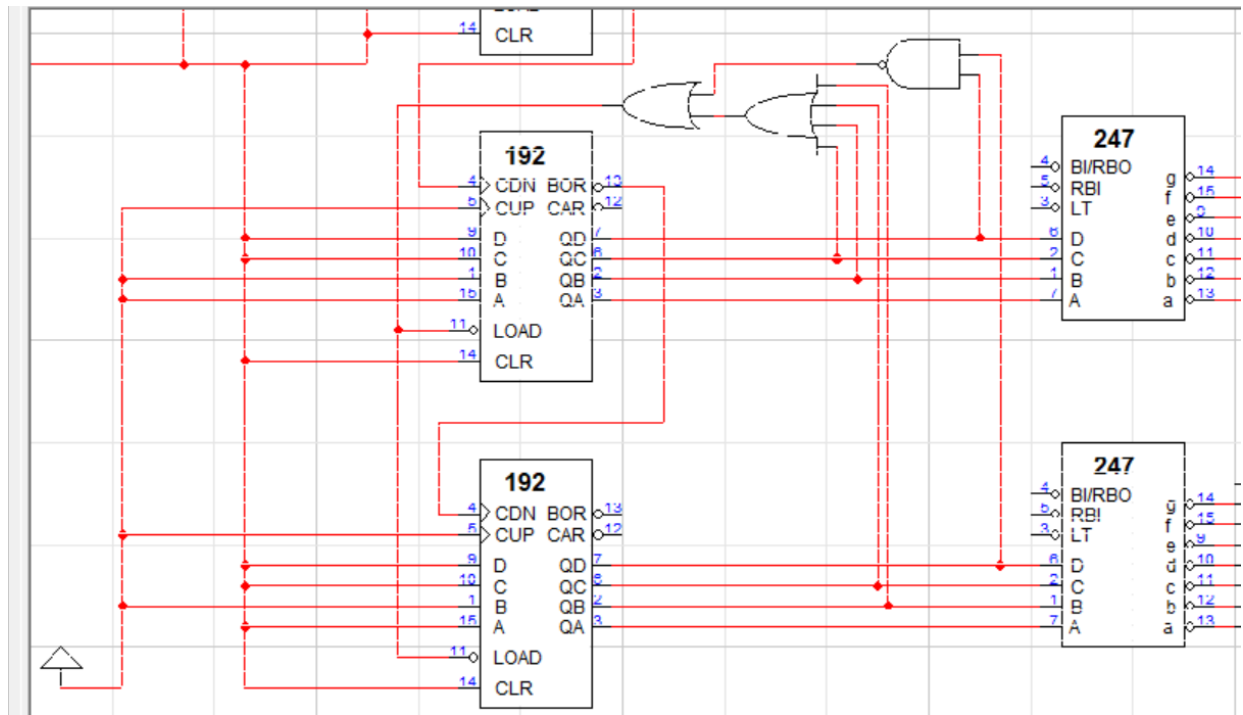 14 CLR
192
4 CDN BOR 13
5 CUP CAR 12
9 D QD 7
10 C QC 6
1 B QB 2
15 A QA 3
11 LOAD
14 CLR
247
4 BI/RBO
g 14
5 RBI
f 15
3 LT
e 9
6 D d 10
2 C c 11
1 B b 12
7 A a 13
192
4 CDN BOR 13
5 CUP CAR 12
9 D QD 7
10 C QC 6
1 B QB 2
15 A QA 3
11 LOAD
14 CLR
247
4 BI/RBO
g 14
5 RBI
f 15
3 LT
e 9
6 D d 10
2 C c 11
1 B b 12
7 A a 13